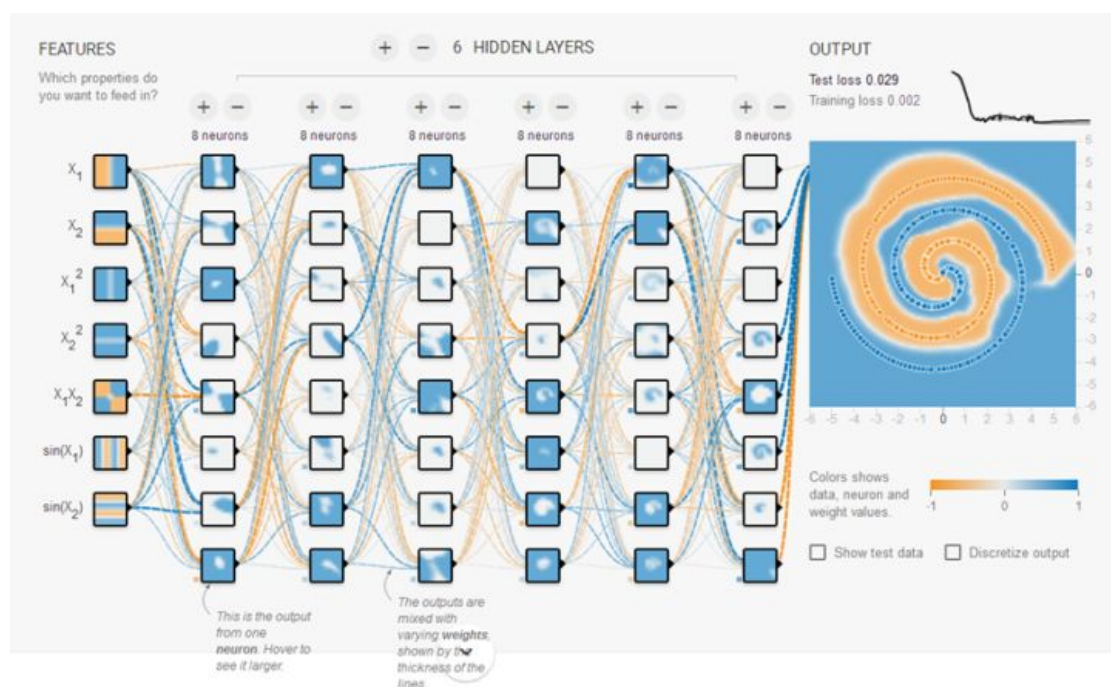 FEATURES
Which properties do
you want to feed in?
+ − 6 HIDDEN LAYERS
+ − + − + − + − + − + −
8 neurons 8 neurons 8 neurons 8 neurons 8 neurons 8 neurons
X1
X2
X1²
X2²
X1X2
sin(X1)
sin(X2)
This is the output
from one
neuron. Hover to
see it larger.
The outputs are
mixed with
varying weights,
shown by the
thickness of the
lines.
OUTPUT
Test loss 0.029
Training loss 0.002
6
5
4
3
2
1
0
-1
-2
-3
-4
-5
-6
-6 -5 -4 -3 -2 -1 0 1 2 3 4 5 6
Colors shows
data, neuron and
weight values.
-1 0 1
Show test data Discretize output